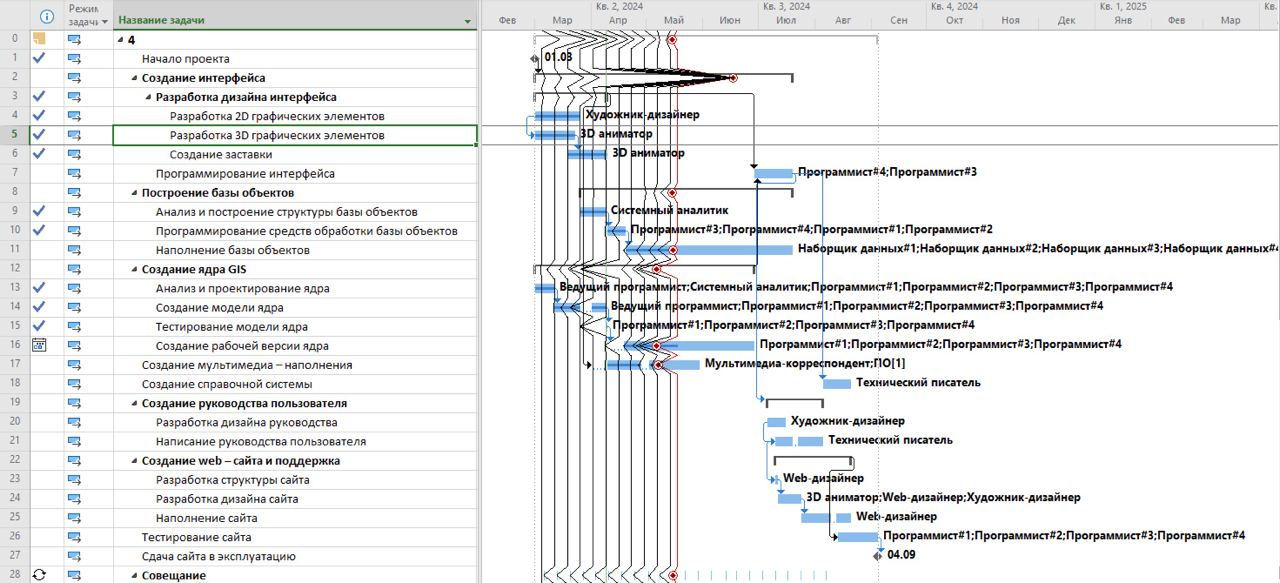 Режим задачи Название задачи Кв. 2, 2024 Кв. 3, 2024 Кв. 4, 2024 Кв. 1, 2025 Кв.
Фев Мар Апр Май Июн Июл Авг Сен Окт Ноя Дек Янв Фев Мар
0 4
1 Начало проекта 01.03
2 Создание интерфейса
3 Разработка дизайна интерфейса
4 Разработка 2D графических элементов Художник-дизайнер
5 Разработка 3D графических элементов 3D аниматор
6 Создание заставки 3D аниматор
7 Программирование интерфейса Программист#4;Программист#3
8 Построение базы объектов
9 Анализ и построение структуры базы объектов Системный аналитик
10 Программирование средств обработки базы объектов Программист#3;Программист#4;Программист#1;Программист#2
11 Наполнение базы объектов Наборщик данных#1;Наборщик данных#2;Наборщик данных#3;Наборщик данных#4
12 Создание ядра GIS
13 Анализ и проектирование ядра Ведущий программист;Системный аналитик;Программист#1;Программист#2;Программист#3;Программист#4
14 Создание модели ядра Ведущий программист;Программист#1;Программист#2;Программист#3;Программист#4
15 Тестирование модели ядра Программист#1;Программист#2;Программист#3;Программист#4
16 Создание рабочей версии ядра Программист#1;Программист#2;Программист#3;Программист#4
17 Создание мультимедиа – наполнения Мультимедиа-корреспондент;ПО[1]
18 Создание справочной системы Технический писатель
19 Создание руководства пользователя
20 Разработка дизайна руководства Художник-дизайнер
21 Написание руководства пользователя Технический писатель
22 Создание web – сайта и поддержка
23 Разработка структуры сайта Web-дизайнер
24 Разработка дизайна сайта 3D аниматор;Web-дизайнер;Художник-дизайнер
25 Наполнение сайта Web-дизайнер
26 Тестирование сайта Программист#1;Программист#2;Программист#3;Программист#4
27 Сдача сайта в эксплуатацию 04.09
28 Совещание